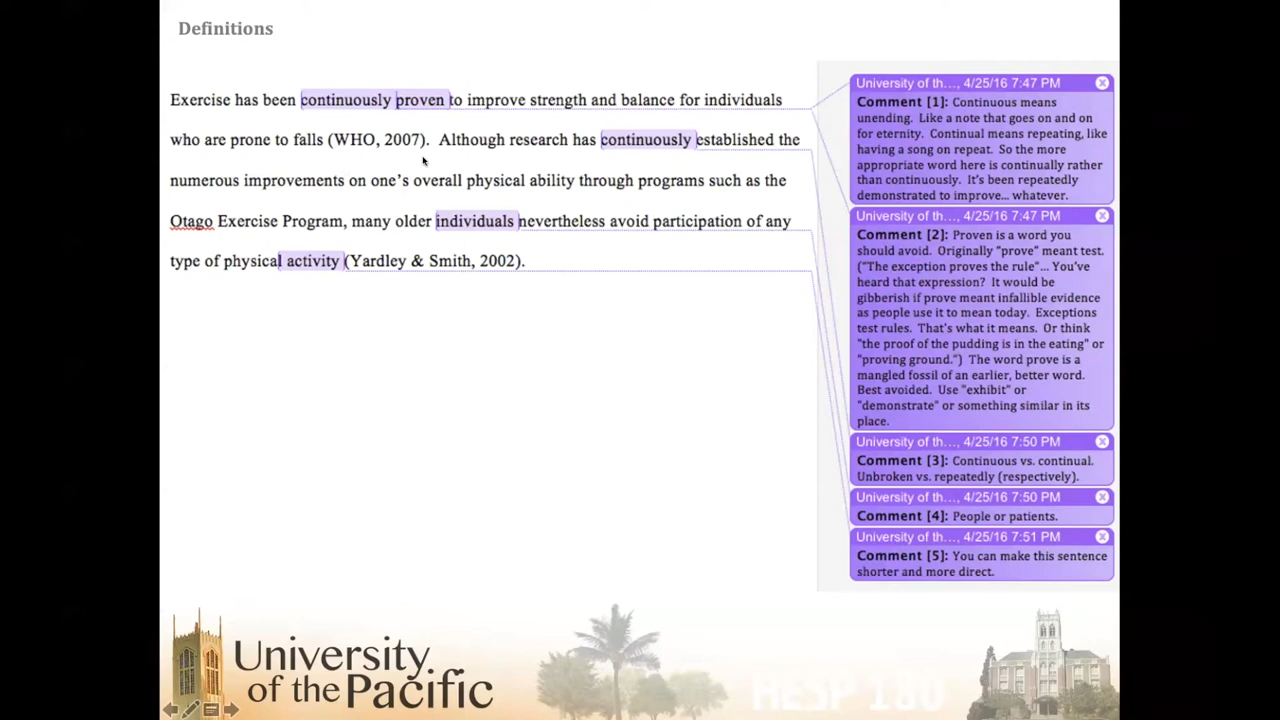 Definitions
Exercise has been continuously proven to improve strength and balance for individuals
who are prone to falls (WHO, 2007).  Although research has continuously established the
numerous improvements on one’s overall physical ability through programs such as the
Otago Exercise Program, many older individuals nevertheless avoid participation of any
type of physical activity (Yardley & Smith, 2002).
University of th..., 4/25/16 7:47 PM
Comment [1]: Continuous means
unending.  Like a note that goes on and on
for eternity.  Continual means repeating, like
having a song on repeat.  So the more
appropriate word here is continually rather
than continuously.  It’s been repeatedly
demonstrated to improve... whatever.
University of th..., 4/25/16 7:47 PM
Comment [2]: Proven is a word you
should avoid.  Originally “prove” meant test.
(“The exception proves the rule”... You’ve
heard that expression?  It would be
gibberish if prove meant infallible evidence
as people use it to mean today.  Exceptions
test rules.  That’s what it means.  Or think
"the proof of the pudding is in the eating" or
"proving ground.”)  The word prove is a
mangled fossil of an earlier, better word.
Best avoided.  Use "exhibit" or
"demonstrate" or something similar in its
place.
University of th..., 4/25/16 7:50 PM
Comment [3]: Continuous vs. continual.
Unbroken vs. repeatedly (respectively).
University of th..., 4/25/16 7:50 PM
Comment [4]: People or patients.
University of th..., 4/25/16 7:51 PM
Comment [5]: You can make this sentence
shorter and more direct.
University
of the Pacific
HESP 180